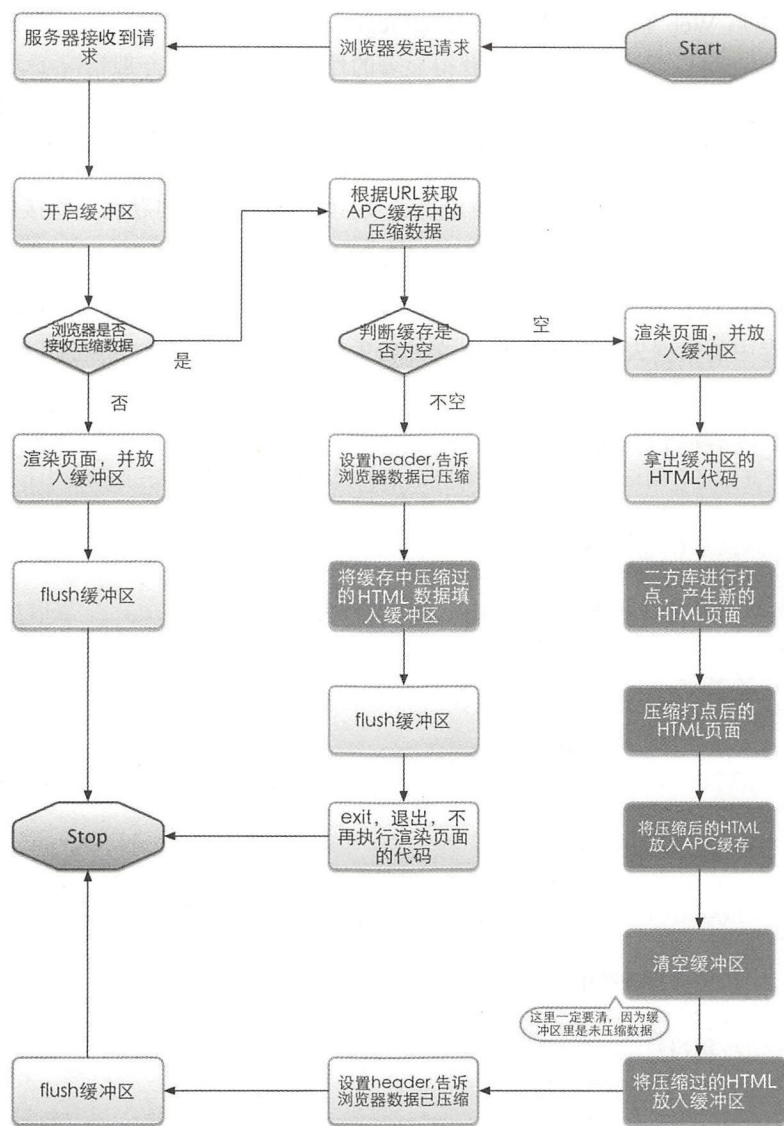 服务器接收到请
求
浏览器发起请求
Start
开启缓冲区
根据URL获取
APC缓存中的
压缩数据
浏览器是否
接收压缩数据
是
否
判断缓存是
否为空
空
不空
渲染页面，并放
入缓冲区
渲染页面，并放
入缓冲区
设置header,告诉
浏览器数据已压缩
拿出缓冲区的
HTML代码
flush缓冲区
将缓存中压缩过
的HTML 数据填
入缓冲区
二方库进行打
点，产生新的
HTML页面
flush缓冲区
压缩打点后的
HTML页面
Stop
exit，退出，不
再执行渲染页面
的代码
将压缩后的HTML
放入APC缓存
清空缓冲区
这里一定要清，因为缓
冲区里是未压缩数据
flush缓冲区
设置header,告诉
浏览器数据已压缩
将压缩过的HTML
放入缓冲区